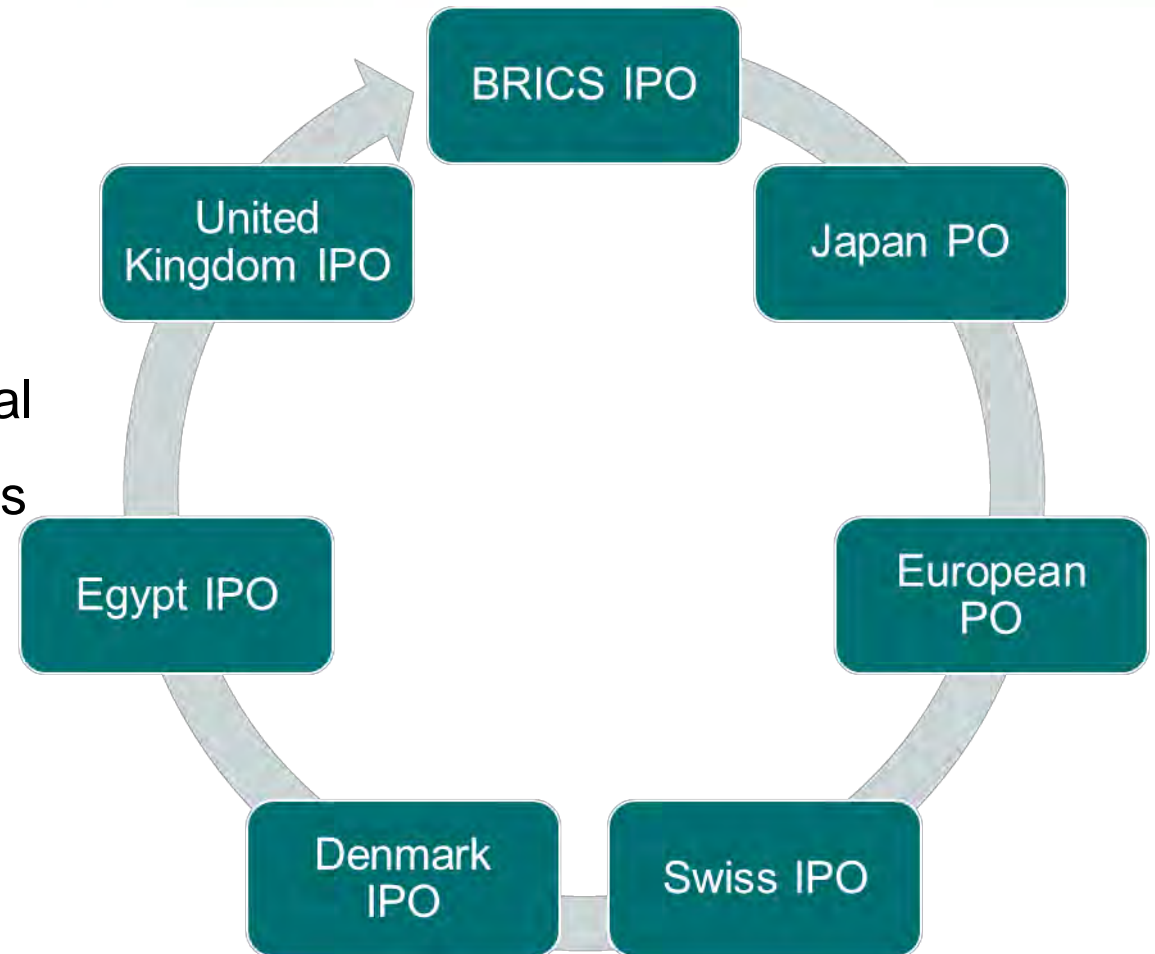 BRICS IPO
Japan PO
European
PO
Swiss IPO
Denmark
IPO
Egypt IPO
United
Kingdom IPO
al
s